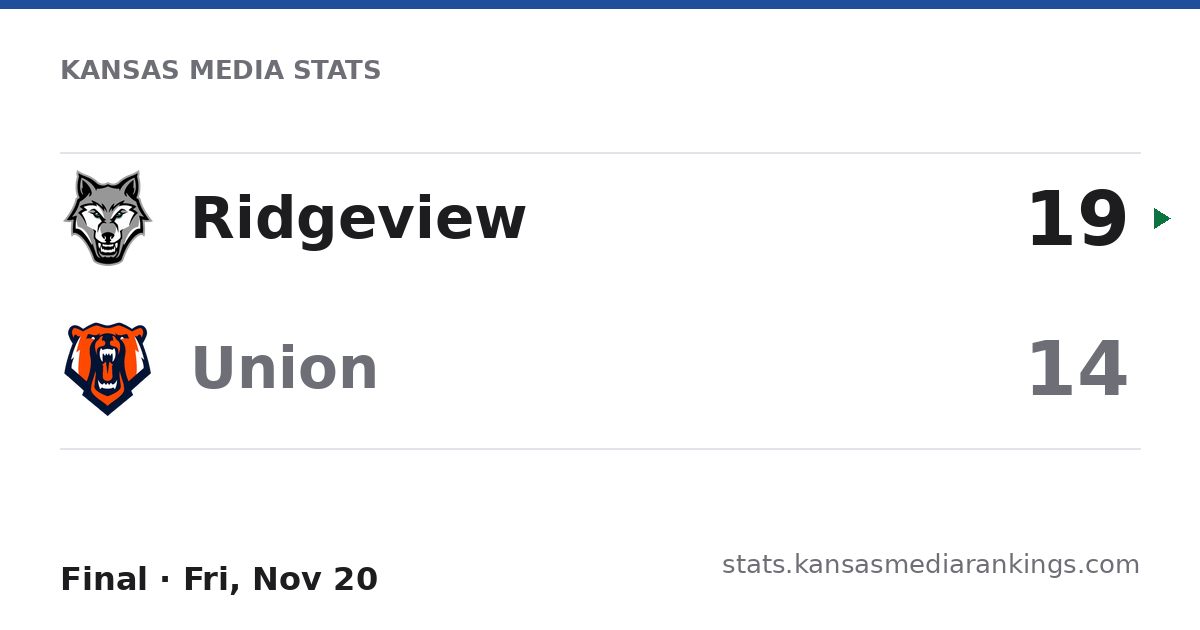 KANSAS MEDIA STATS
Ridgeview 19
Union 14
Final · Fri, Nov 20
stats.kansasmediarankings.com